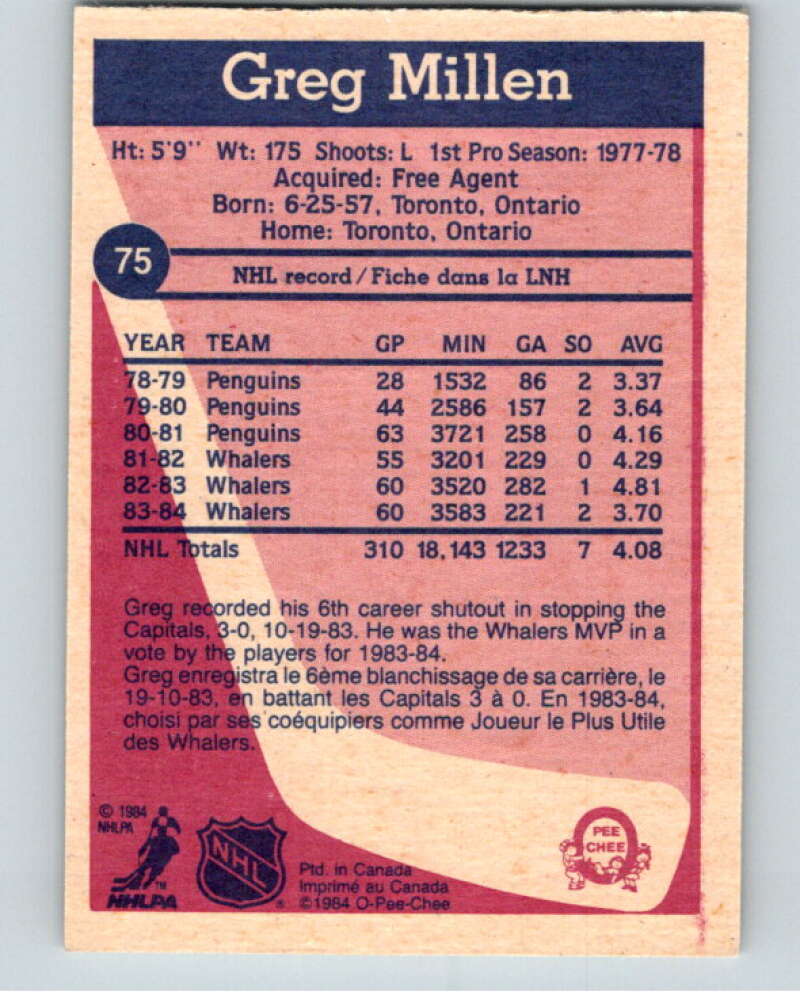 Greg Millen
Ht: 5'9" Wt: 175 Shoots: L 1st Pro Season: 1977-78
Acquired: Free Agent
Born: 6-25-57, Toronto, Ontario
Home: Toronto, Ontario
75
NHL record/Fiche dans la LNH
YEAR TEAM GP MIN GA SO AVG
78-79 Penguins 28 1532 86 2 3.37
79-80 Penguins 44 2586 157 2 3.64
80-81 Penguins 63 3721 258 0 4.16
81-82 Whalers 55 3201 229 0 4.29
82-83 Whalers 60 3520 282 1 4.81
83-84 Whalers 60 3583 221 2 3.70
NHL Totals 310 18,143 1233 7 4.08
Greg recorded his 6th career shutout in stopping the
Capitals, 3-0, 10-19-83. He was the Whalers MVP in a
vote by the players for 1983-84.
Greg enregistra le 6ème blanchissage de sa carrière, le
19-10-83, en battant les Capitals 3 à 0. En 1983-84,
choisi par ses coéquipiers comme Joueur le Plus Utile
des Whalers.
© 1984
NHLPA
TM
NHLPA
NHL
®
Ptd. in Canada
Imprimé au Canada
©1984 O-Pee-Chee
PEE
CHEE